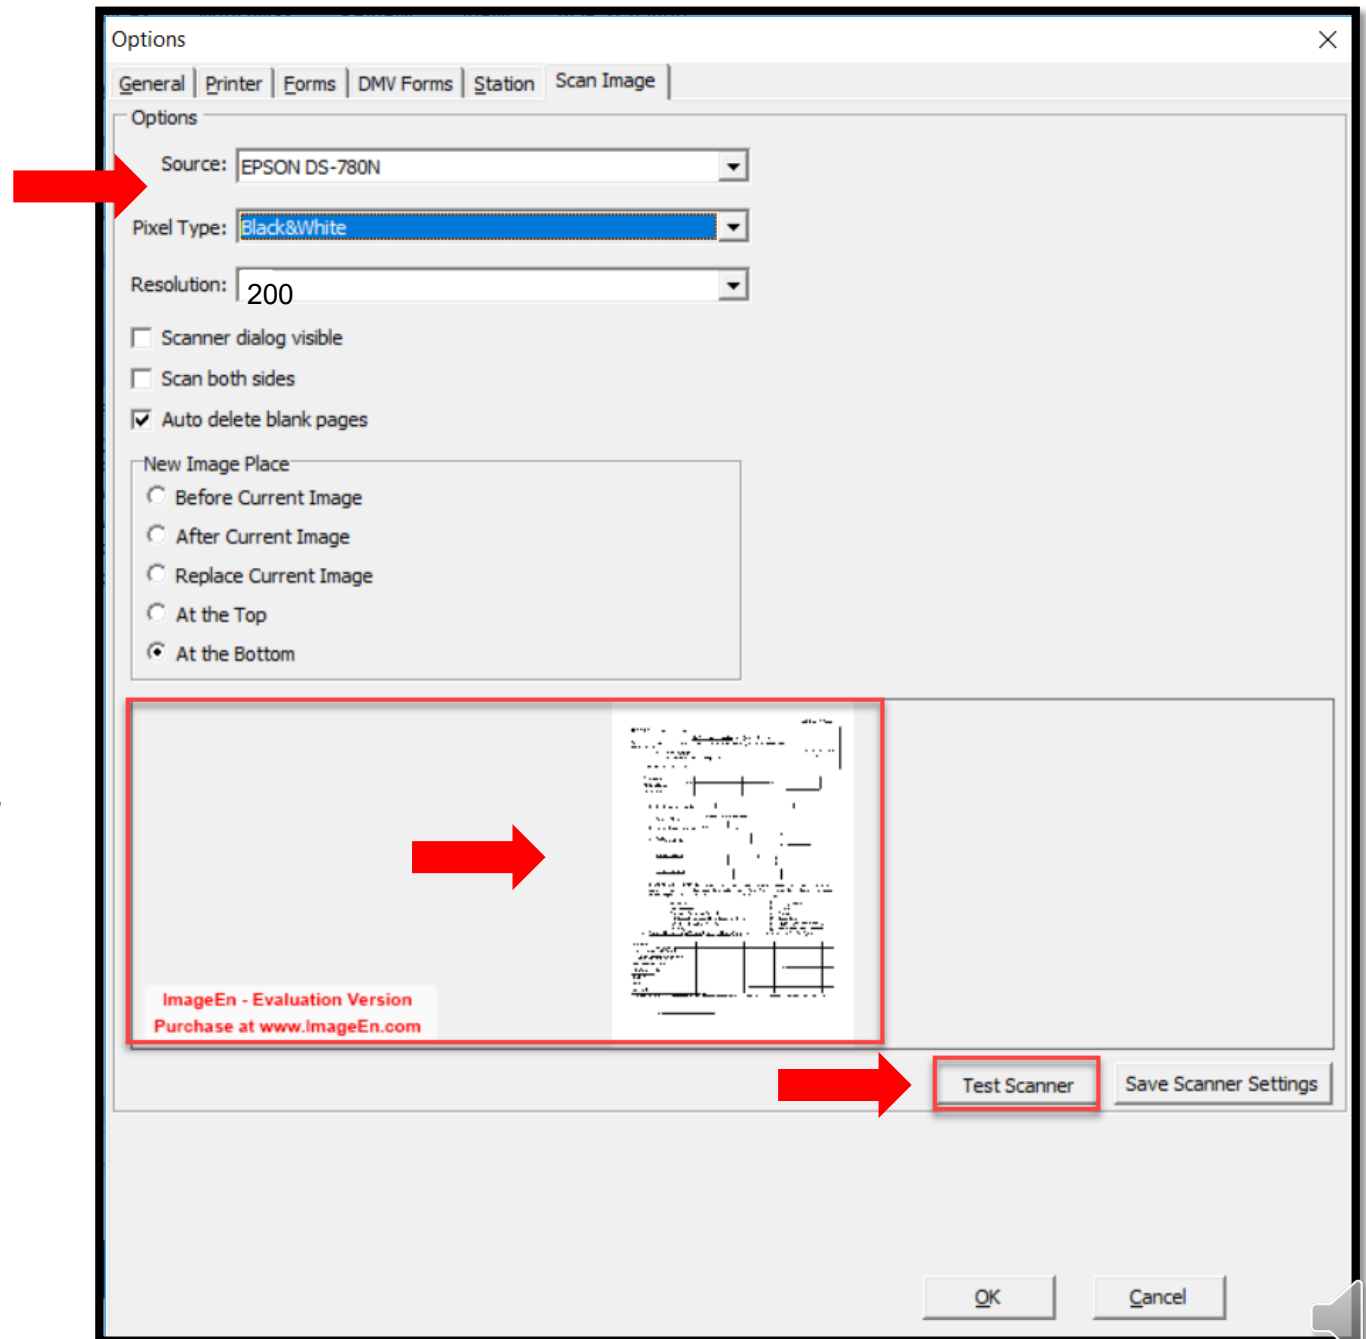 Options
General Printer Forms DMV Forms Station Scan Image
Options
Source: EPSON DS-780N
Pixel Type: Black&White
Resolution: 200
Scanner dialog visible
Scan both sides
Auto delete blank pages
New Image Place
Before Current Image
After Current Image
Replace Current Image
At the Top
At the Bottom
ImageEn - Evaluation Version
Purchase at www.ImageEn.com
Test Scanner Save Scanner Settings
OK Cancel